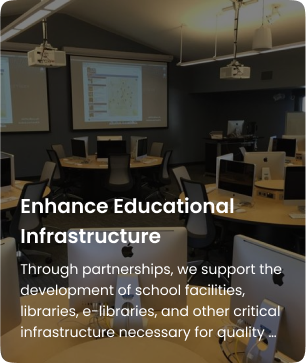 Enhance Educational
Infrastructure
Through partnerships, we support the
development of school facilities,
libraries, e-libraries, and other critical
infrastructure necessary for quality ...